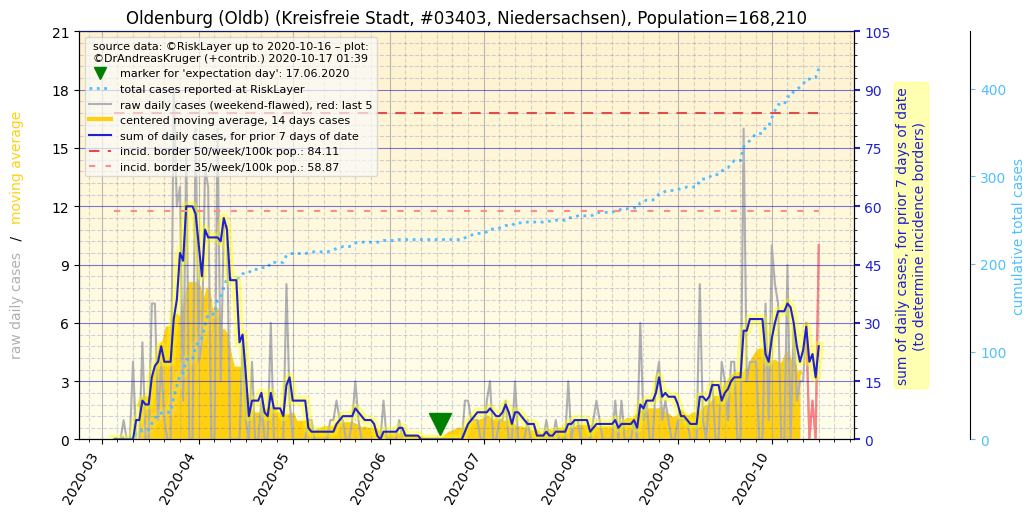 Oldenburg (Oldb) (Kreisfreie Stadt, #03403, Niedersachsen), Population=168,210
source data: ©RiskLayer up to 2020-10-16 – plot:
©DrAndreasKruger (+contrib.) 2020-10-17 01:39
marker for 'expectation day': 17.06.2020
total cases reported at RiskLayer
raw daily cases (weekend-flawed), red: last 5
centered moving average, 14 days cases
sum of daily cases, for prior 7 days of date
incid. border 50/week/100k pop.: 84.11
incid. border 35/week/100k pop.: 58.87
raw daily cases / moving average
21
18
15
12
9
6
3
0
2020-03
2020-04
2020-05
2020-06
2020-07
2020-08
2020-09
2020-10
105
90
75
60
45
30
15
0
sum of daily cases, for prior 7 days of date
(to determine incidence borders)
400
300
200
100
0
cumulative total cases